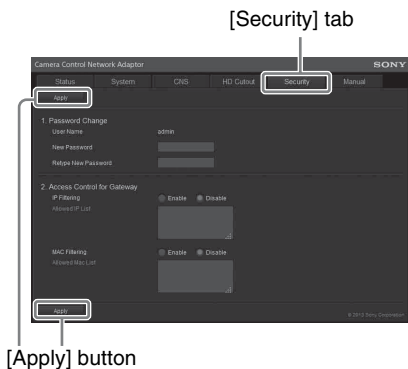 [Security] tab
Camera Control Network Adaptor SONY
Status System CNS HD Cutout Security Manual
Apply
1. Password Change
User Name admin
New Password
Retype New Password
2. Access Control for Gateway
IP Filtering Enable Disable
Allowed IP List
MAC Filtering Enable Disable
Allowed Mac List
Apply © 2012 Sony Corporation
[Apply] button